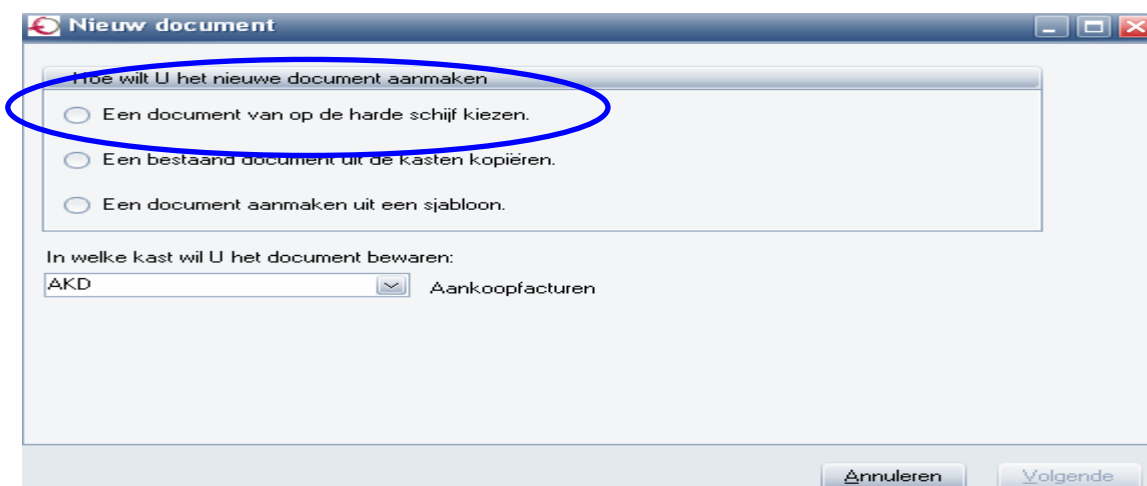 Nieuw document
Hoe wilt U het nieuwe document aanmaken
Een document van op de harde schijf kiezen.
Een bestaand document uit de kasten kopiëren.
Een document aanmaken uit een sjabloon.
In welke kast wil U het document bewaren:
AKD Aankoopfacturen
Annuleren Volgende